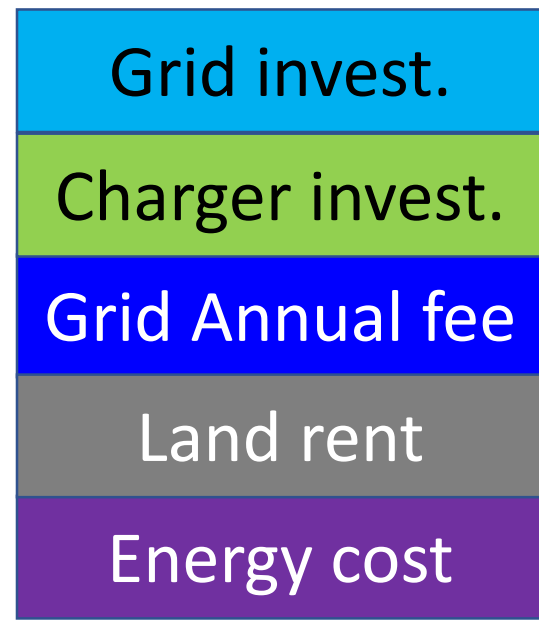 Grid invest.
Charger invest.
Grid Annual fee
Land rent
Energy cost